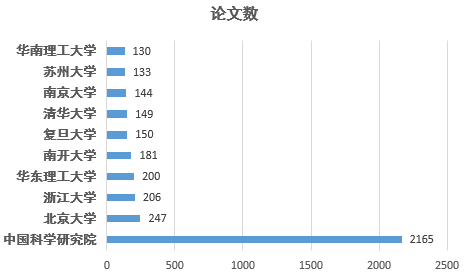 论文数
华南理工大学 130
苏州大学 133
南京大学 144
清华大学 149
复旦大学 150
南开大学 181
华东理工大学 200
浙江大学 206
北京大学 247
中国科学研究院 2165
0 500 1000 1500 2000 2500